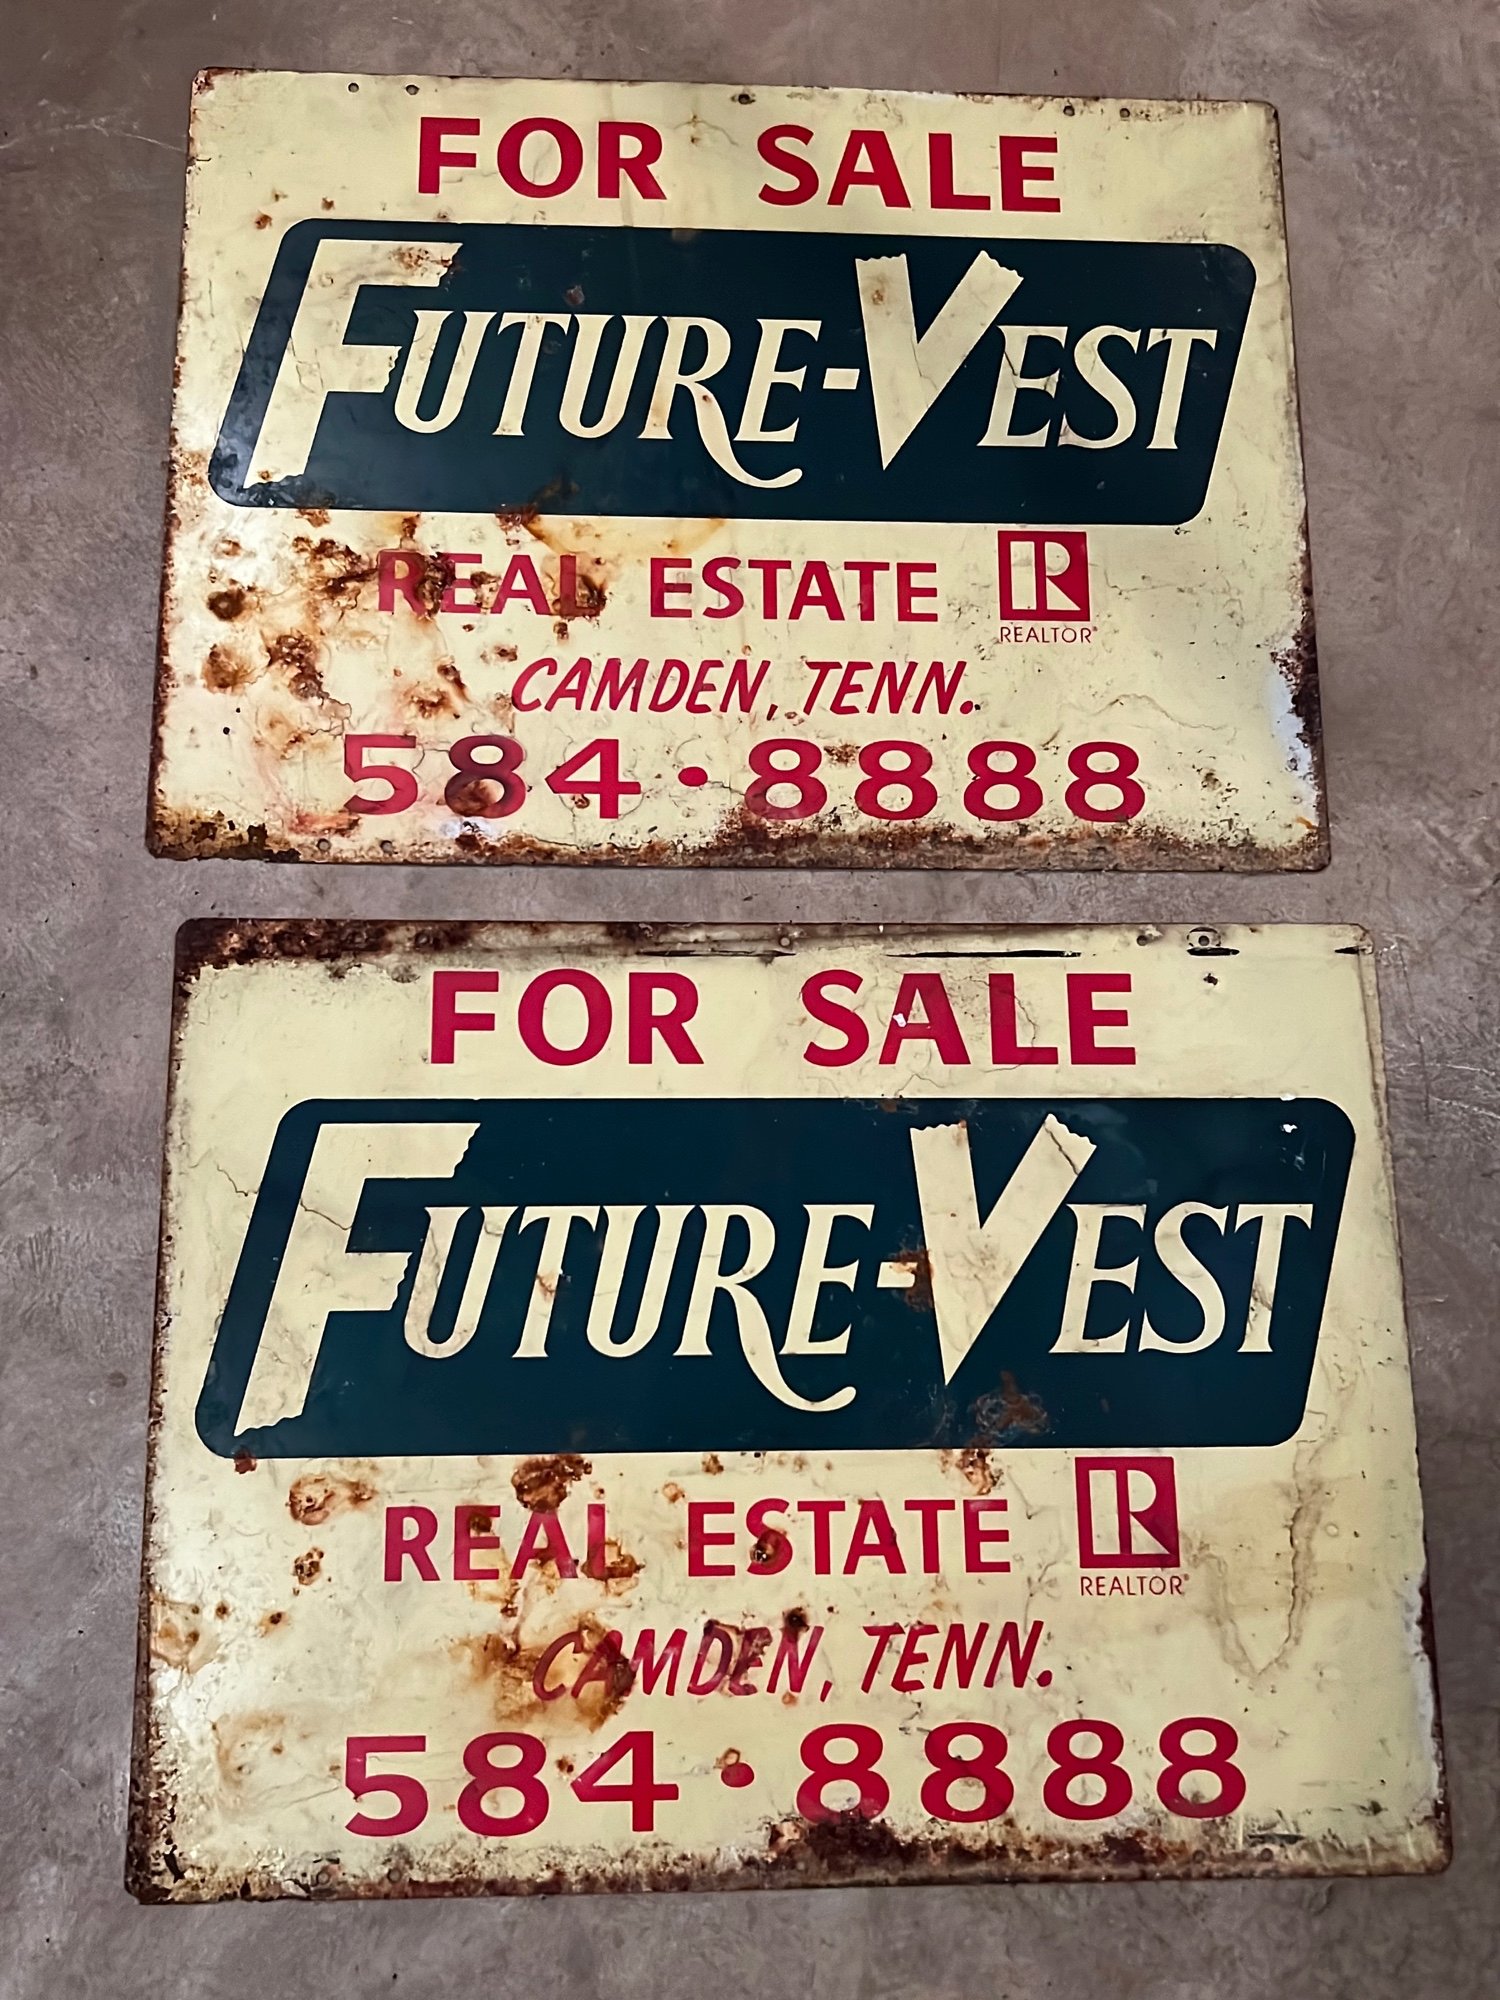 FOR SALE
FUTURE-VEST
REAL ESTATE R
REALTOR®
CAMDEN, TENN.
584·8888
FOR SALE
FUTURE-VEST
REAL ESTATE R
REALTOR®
CAMDEN, TENN.
584·8888